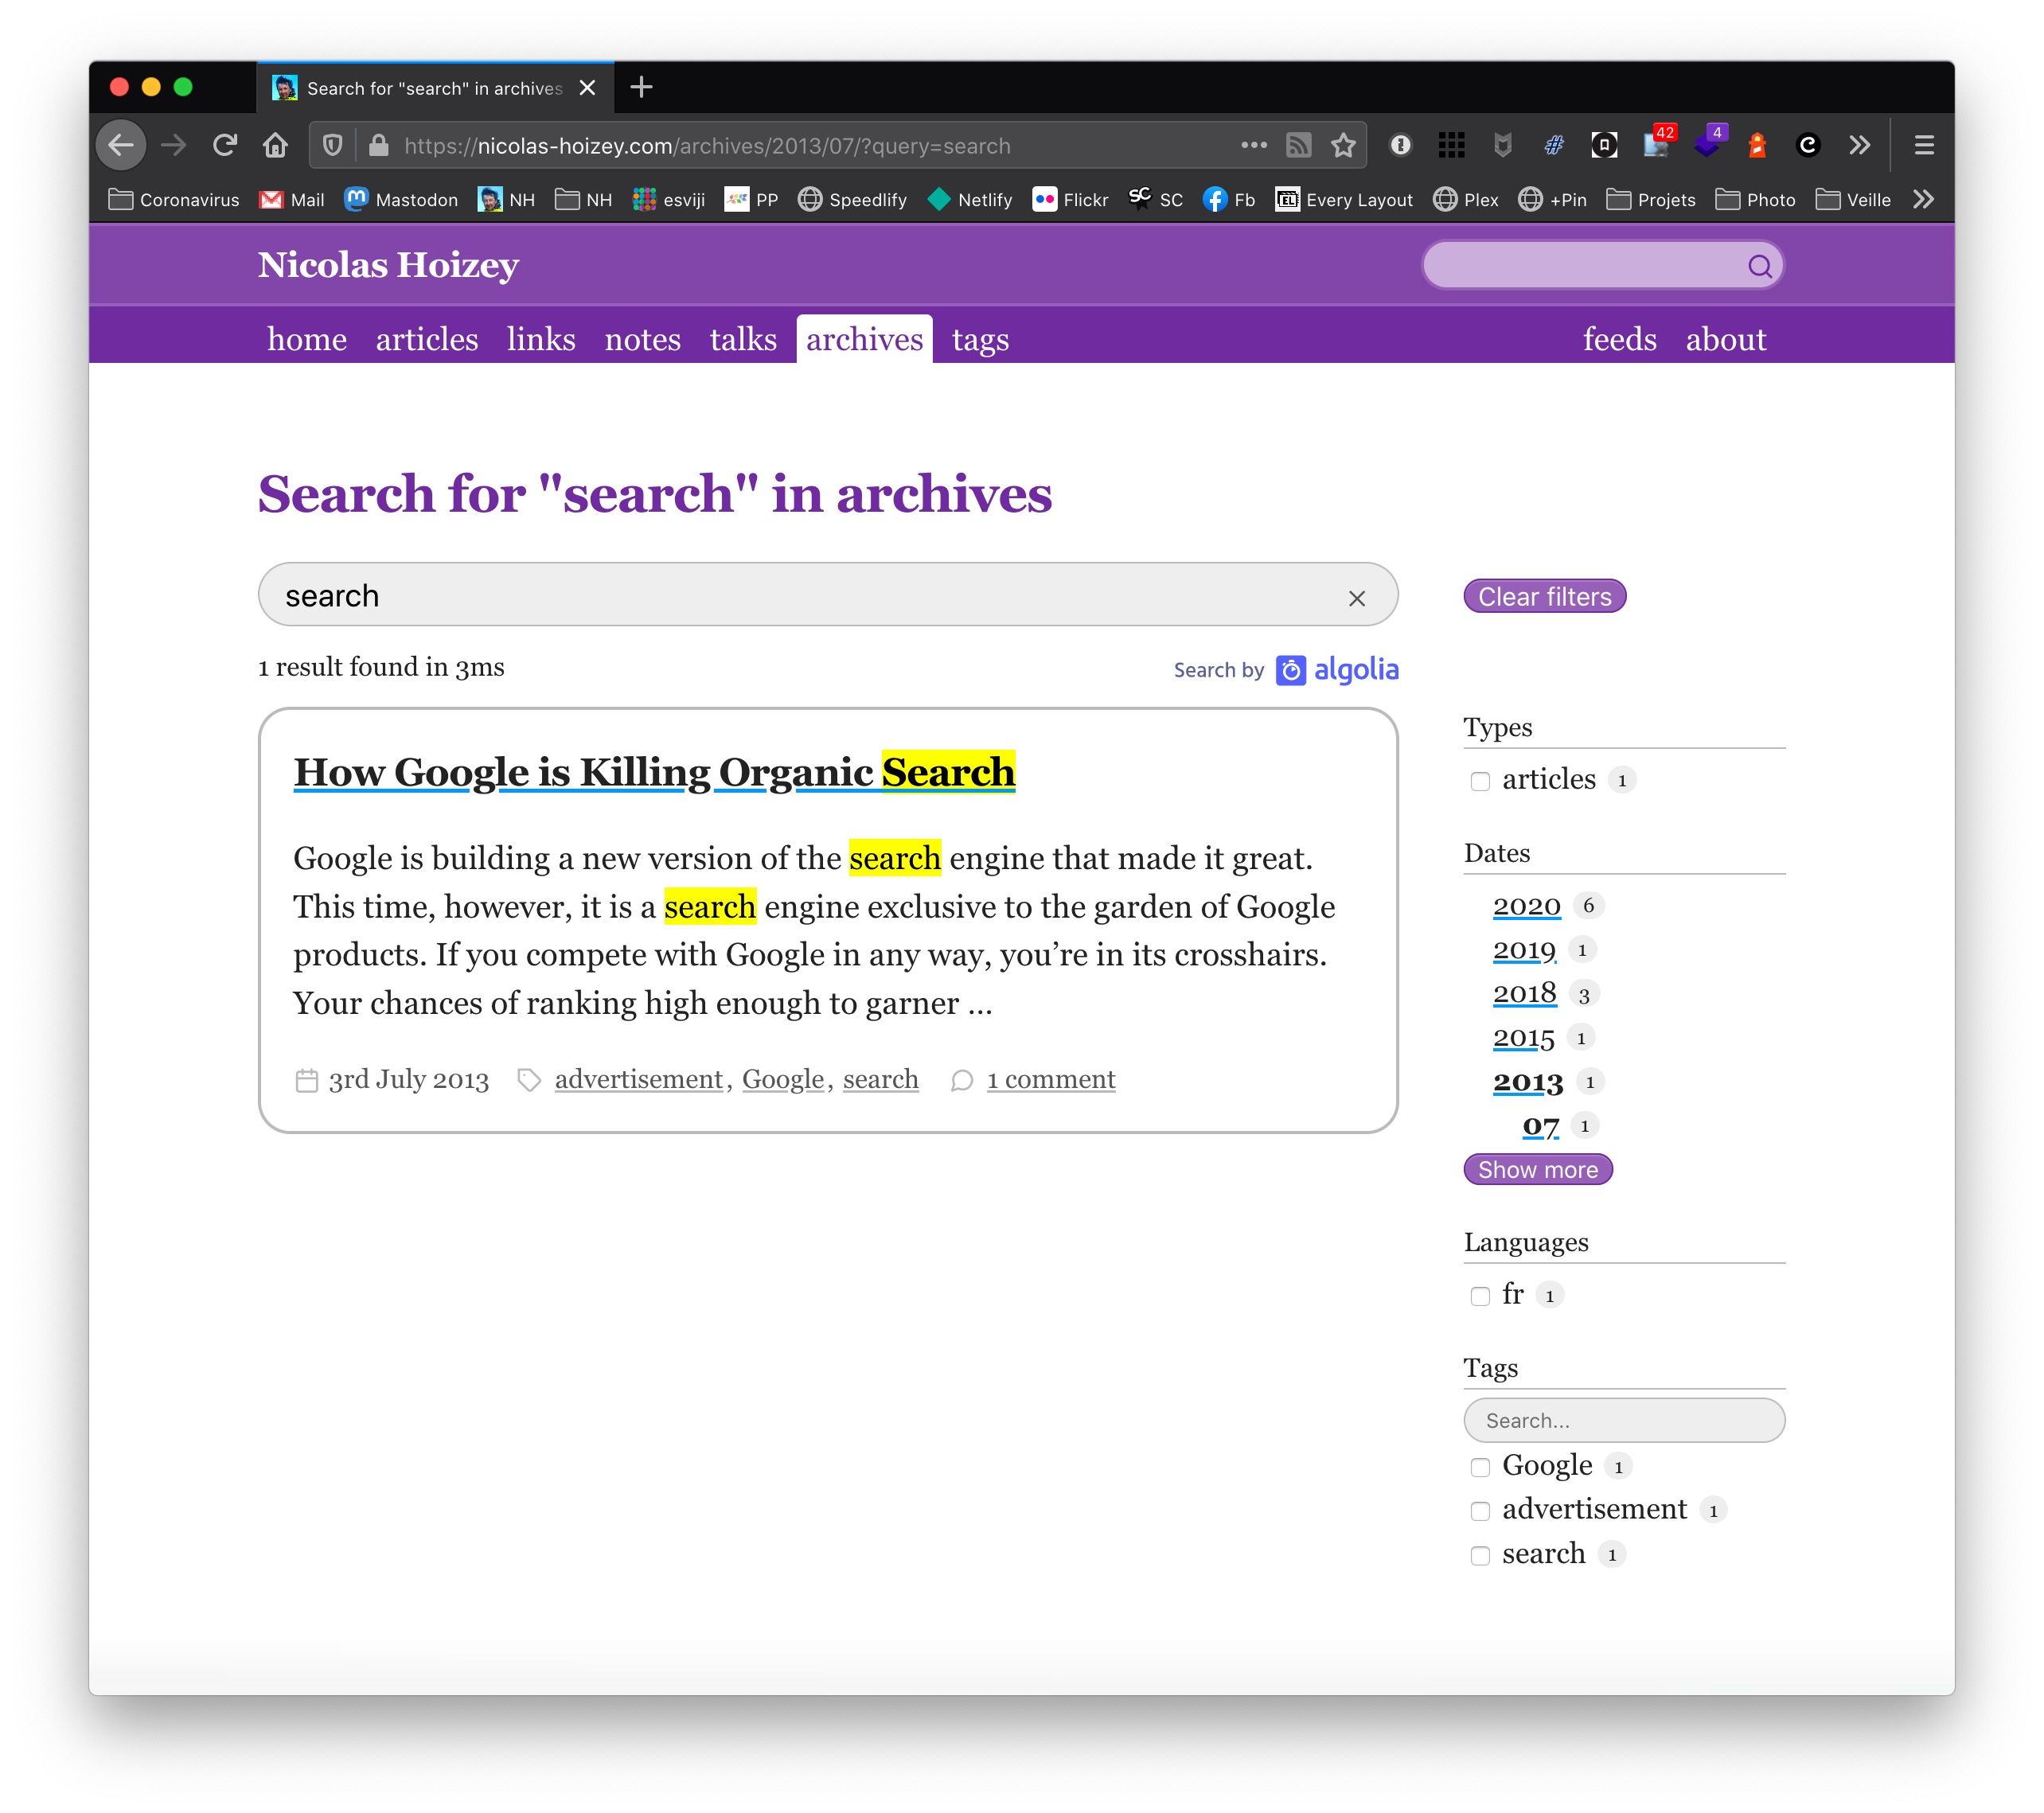 Search for "search" in archives
https://nicolas-hoizey.com/archives/2013/07/?query=search
42
4
Coronavirus Mail Mastodon NH NH esviji PP Speedlify Netlify Flickr SC SC Fb EL Every Layout Plex +Pin Projets Photo Veille
Nicolas Hoizey
home articles links notes talks archives tags feeds about
Search for "search" in archives
search
Clear filters
1 result found in 3ms
Search by algolia
How Google is Killing Organic Search
Google is building a new version of the search engine that made it great.
This time, however, it is a search engine exclusive to the garden of Google
products. If you compete with Google in any way, you’re in its crosshairs.
Your chances of ranking high enough to garner ...
3rd July 2013 advertisement, Google, search 1 comment
Types
articles 1
Dates
2020 6
2019 1
2018 3
2015 1
2013 1
07 1
Show more
Languages
fr 1
Tags
Search...
Google 1
advertisement 1
search 1